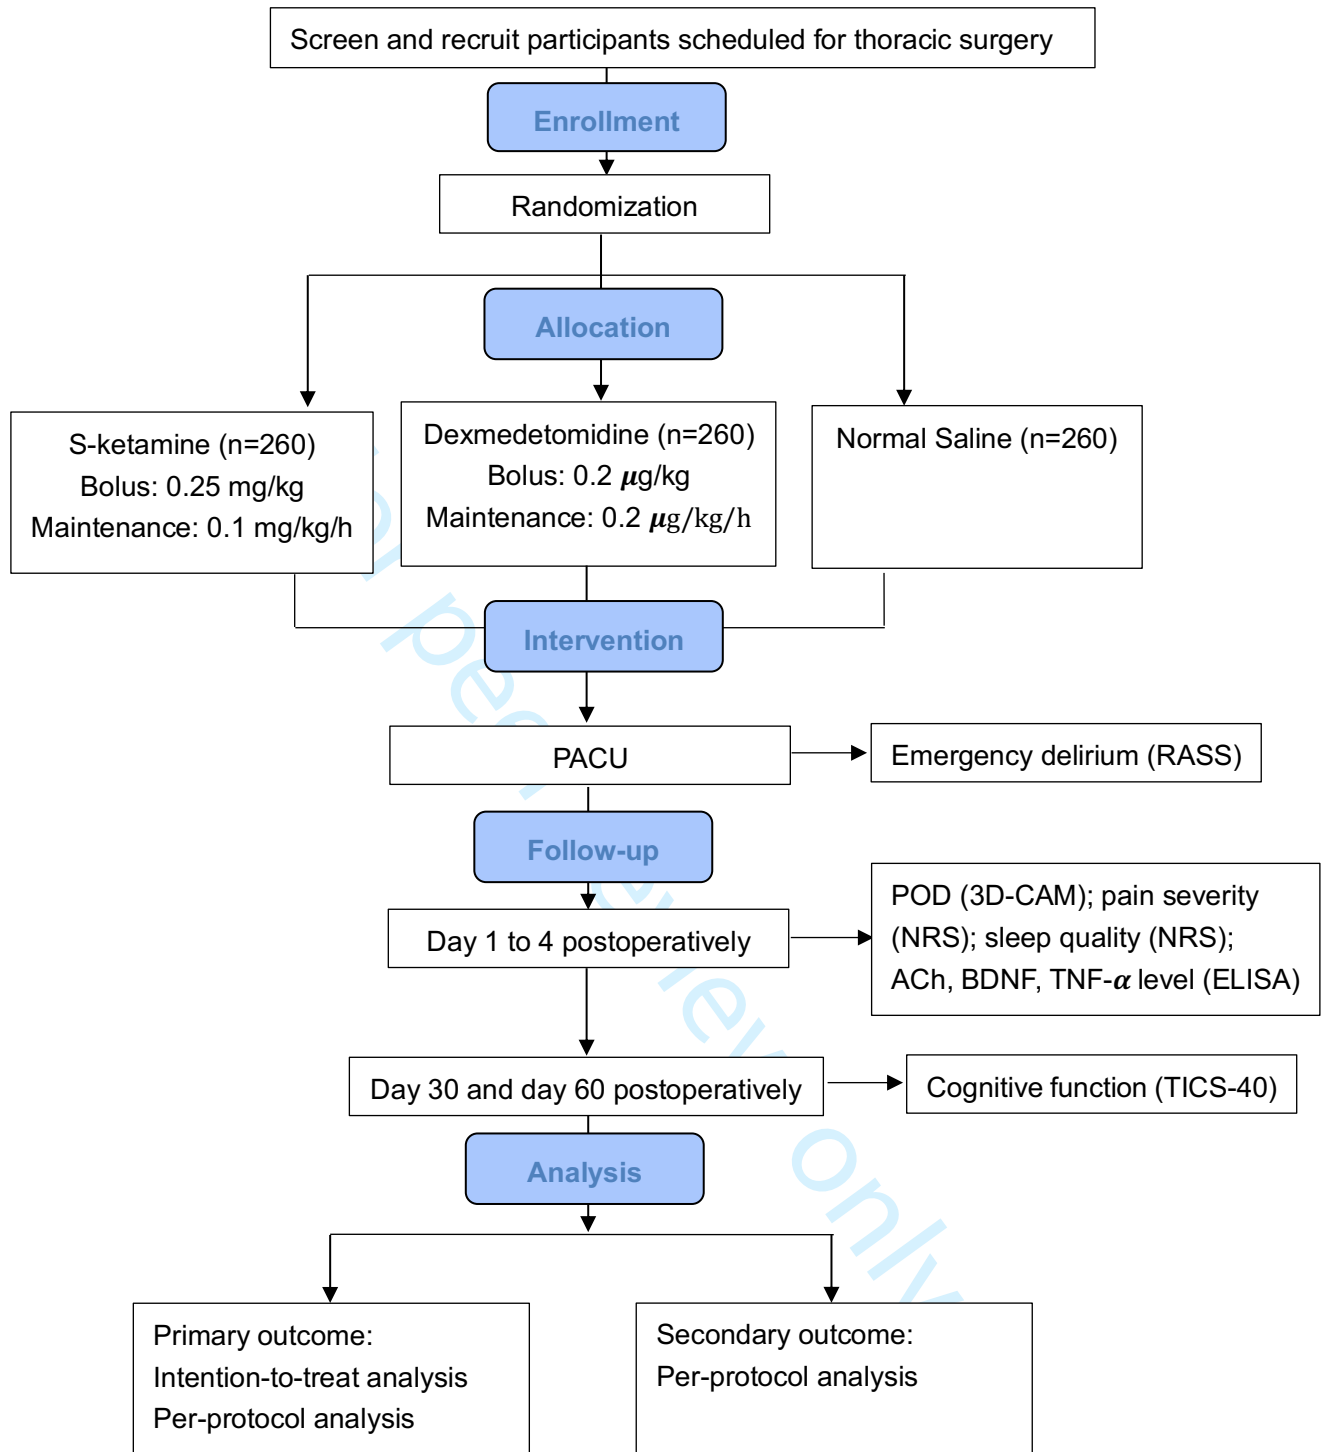 Screen and recruit participants scheduled for thoracic surgery
Enrollment
Randomization
Allocation
S-ketamine (n=260)
Bolus: 0.25 mg/kg
Maintenance: 0.1 mg/kg/h
Dexmedetomidine (n=260)
Bolus: 0.2 μg/kg
Maintenance: 0.2 μg/kg/h
Normal Saline (n=260)
Intervention
PACU
Emergency delirium (RASS)
Follow-up
Day 1 to 4 postoperatively
POD (3D-CAM); pain severity
(NRS); sleep quality (NRS);
ACh, BDNF, TNF-α level (ELISA)
Day 30 and day 60 postoperatively
Cognitive function (TICS-40)
Analysis
Primary outcome:
Intention-to-treat analysis
Per-protocol analysis
Secondary outcome:
Per-protocol analysis